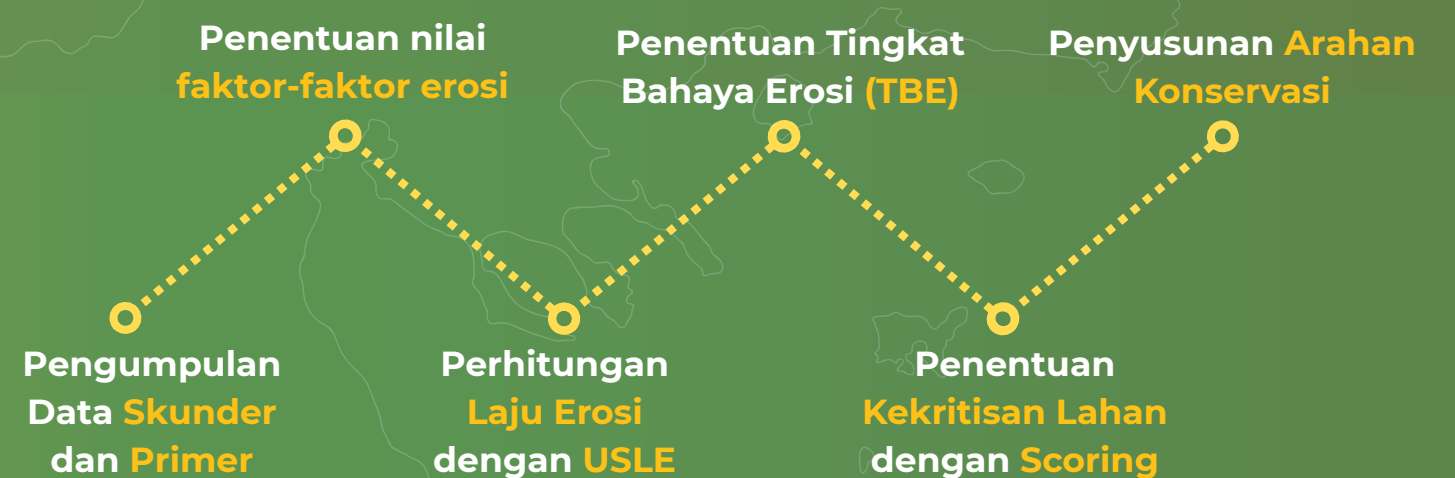 Pengumpulan
Data Skunder
dan Primer
Penentuan nilai
faktor-faktor erosi
Perhitungan
Laju Erosi
dengan USLE
Penentuan Tingkat
Bahaya Erosi (TBE)
Penentuan
Kekritisan Lahan
dengan Scoring
Penyusunan Arahan
Konservasi